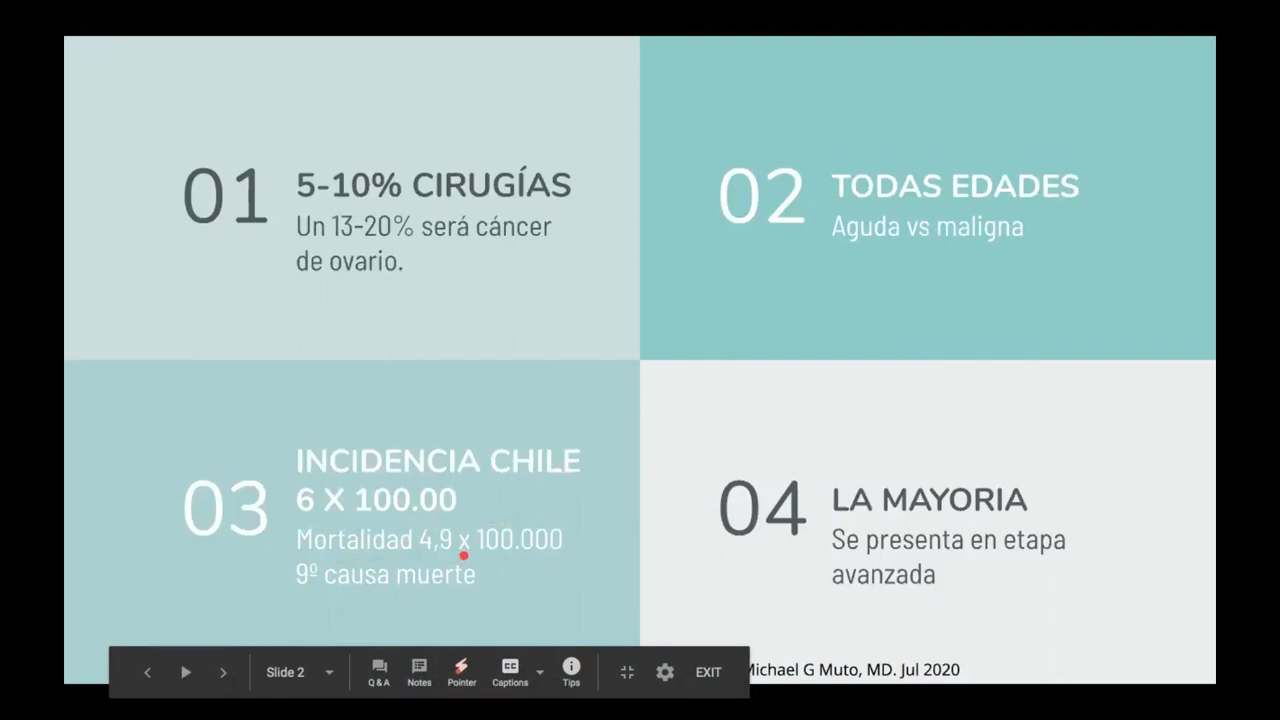 01
5-10% CIRUGÍAS
Un 13-20% será cáncer
de ovario.
02
TODAS EDADES
Aguda vs maligna
03
INCIDENCIA CHILE
6 X 100.00
Mortalidad 4,9 x 100.000
9º causa muerte
04
LA MAYORIA
Se presenta en etapa
avanzada
Slide 2
Q & A
Notes
Pointer
CC
Captions
Tips
EXIT
Michael G Muto, MD. Jul 2020